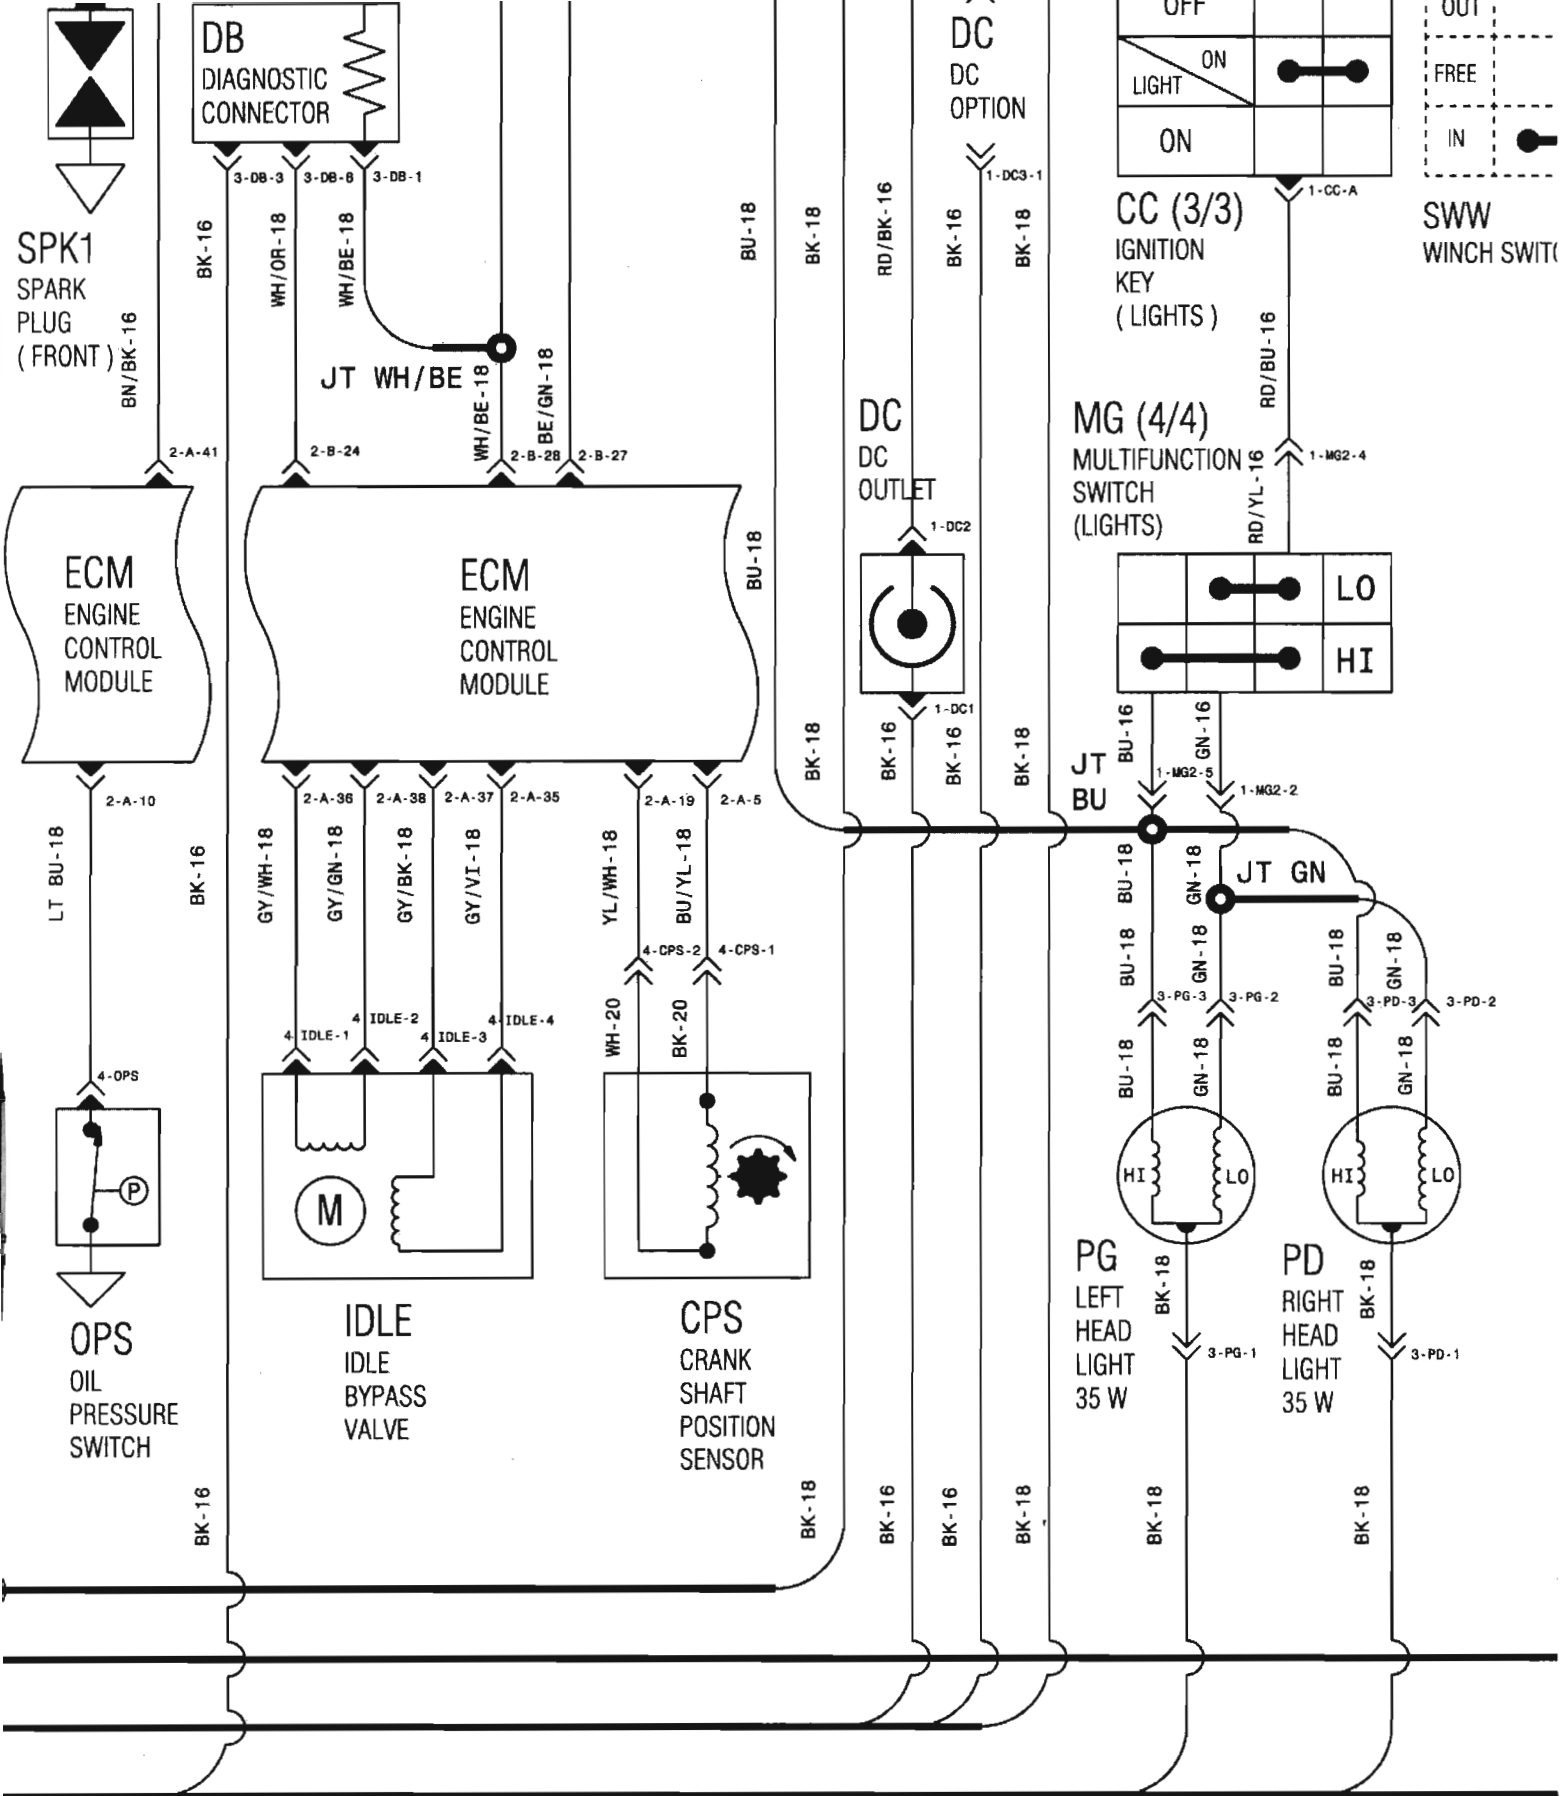 OFF
OUT
DB
DIAGNOSTIC
CONNECTOR
DC
DC
OPTION
ON
LIGHT
FREE
ON
IN
3-DB-3
3-DB-6
3-DB-1
1-DC3-1
1-CC-A
SPK1
SPARK
PLUG
( FRONT )
BN/BK-16
BK-16
WH/OR-18
WH/BE-18
BU-18
BK-18
RD/BK-16
BK-16
BK-18
CC (3/3)
IGNITION
KEY
( LIGHTS )
SWW
WINCH
RD/BU-16
JT WH/BE
WH/BE-18
BE/GN-18
2-A-41
2-B-24
2-B-28
2-B-27
DC
DC
OUTLET
1-DC2
MG (4/4)
MULTIFUNCTION
SWITCH
(LIGHTS)
1-MG2-4
RD/YL-16
ECM
ENGINE
CONTROL
MODULE
ECM
ENGINE
CONTROL
MODULE
BU-18
LO
HI
1-DC1
BK-18
BK-16
BK-16
BK-18
BU-16
GN-16
JT
BU
1-MG2-5
1-MG2-2
2-A-10
2-A-36
2-A-38
2-A-37
2-A-35
2-A-19
2-A-5
LT BU-18
BK-16
GY/WH-18
GY/GN-18
GY/BK-18
GY/VI-18
YL/WH-18
BU/YL-18
BU-18
GN-18
JT GN
4-CPS-2
4-CPS-1
BU-18
GN-18
BU-18
GN-18
3-PG-3
3-PG-2
3-PD-3
3-PD-2
4 IDLE-1
4 IDLE-2
4 IDLE-3
4 IDLE-4
WH-20
BK-20
BU-18
GN-18
BU-18
GN-18
4-OPS
P
M
HI
LO
HI
LO
OPS
OIL
PRESSURE
SWITCH
IDLE
IDLE
BYPASS
VALVE
CPS
CRANK
SHAFT
POSITION
SENSOR
PG
LEFT
HEAD
LIGHT
35 W
BK-18
3-PG-1
PD
RIGHT
HEAD
LIGHT
35 W
BK-18
3-PD-1
BK-16
BK-18
BK-16
BK-16
BK-18
BK-18
BK-18